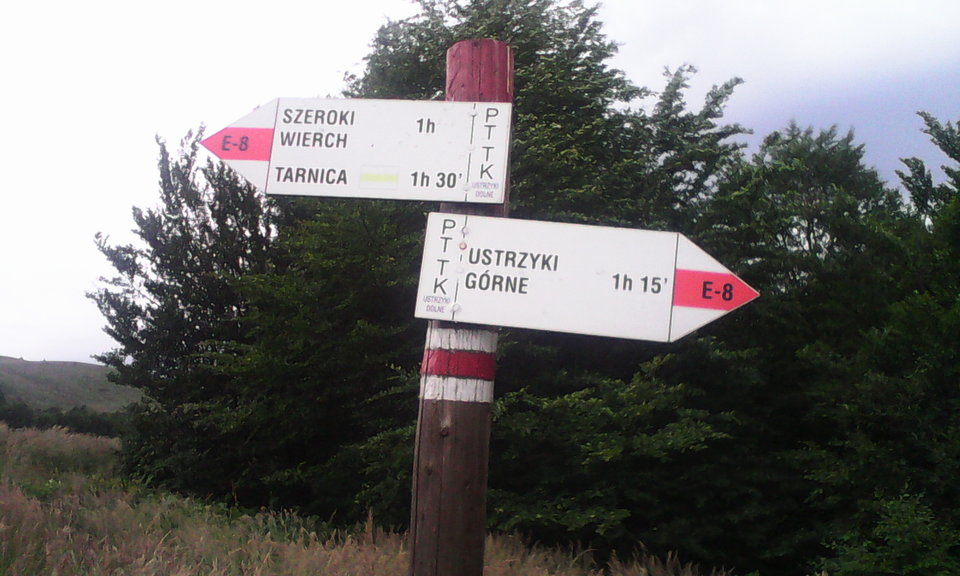 SZEROKI
WIERCH 1h
E-8
TARNICA 1h 30'
PTTK
USTRZYKI
DOLNE
PTTK
USTRZYKI
DOLNE
USTRZYKI
GÓRNE 1h 15'
E-8